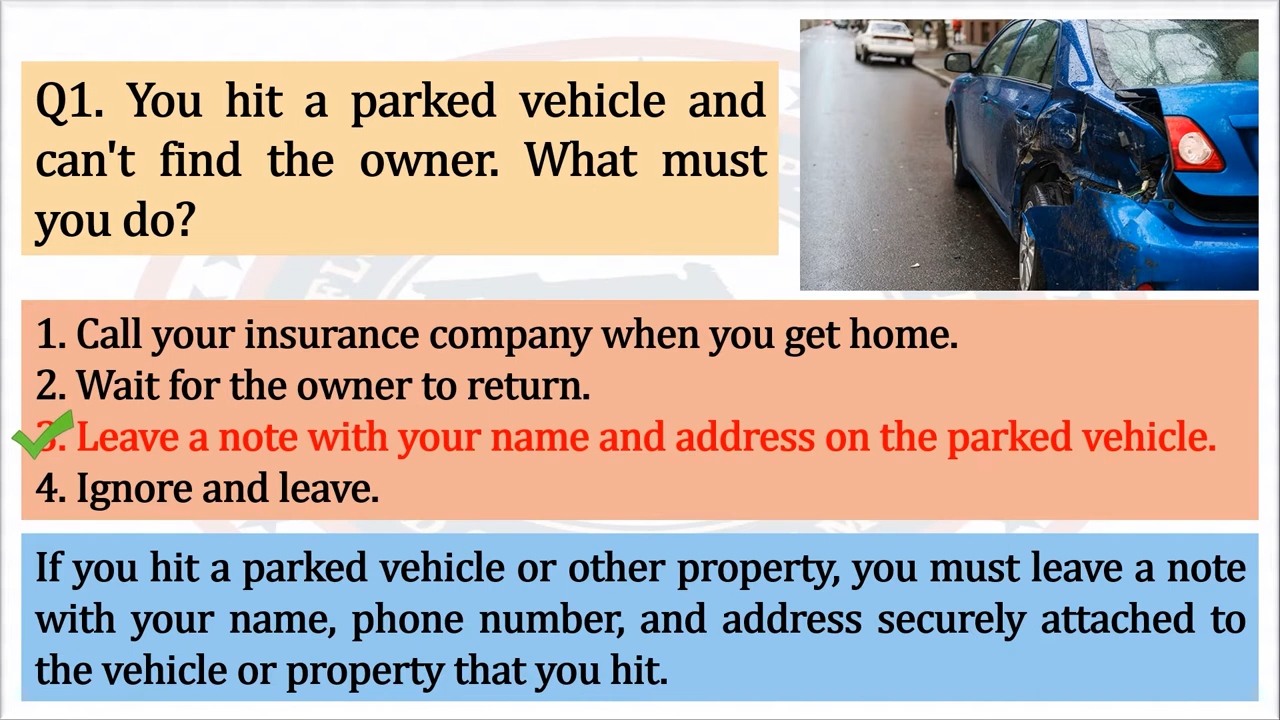 Q1. You hit a parked vehicle and
can't find the owner. What must
you do?
1. Call your insurance company when you get home.
2. Wait for the owner to return.
3. Leave a note with your name and address on the parked vehicle.
4. Ignore and leave.
If you hit a parked vehicle or other property, you must leave a note
with your name, phone number, and address securely attached to
the vehicle or property that you hit.